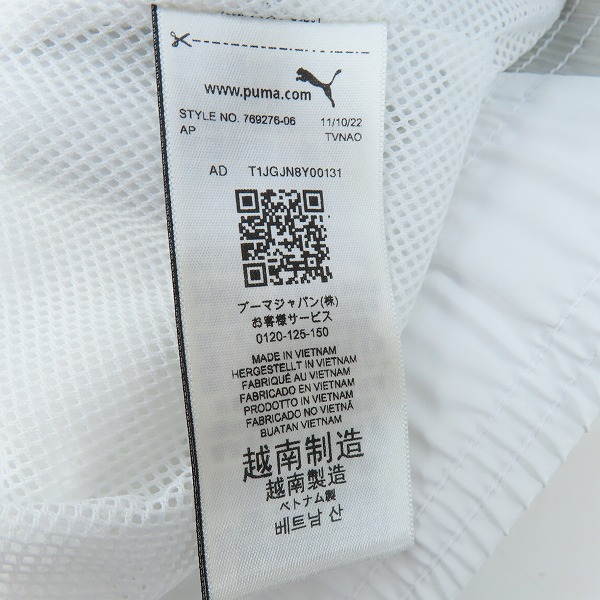 www.puma.com
STYLE NO. 769276-06 11/10/22
AP TVNAO
AD T1JGJN8Y00131
プーマジャパン(株)
お客様サービス
0120-125-150
MADE IN VIETNAM
HERGESTELLT IN VIETNAM
FABRIQUÉ AU VIETNAM
FABRICADO EN VIETNAM
PRODOTTO IN VIETNAM
FABRICADO NO VIETNÃ
BUATAN VIETNAM
越南制造
越南製造
ベトナム製
베트남 산